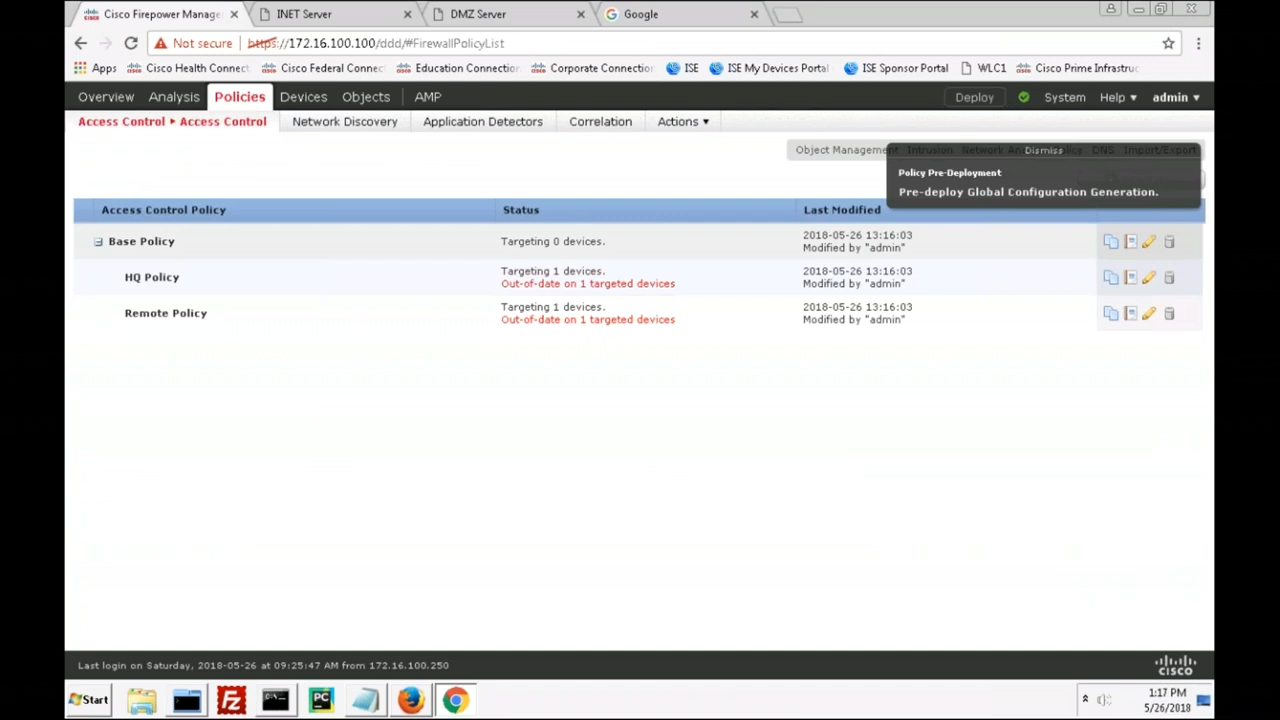 Cisco Firepower Manage
INET Server
DMZ Server
Google
Not secure https://172.16.100.100/ddd/#FirewallPolicyList
Apps Cisco Health Connect Cisco Federal Connec Education Connection Corporate Connection ISE ISE My Devices Portal ISE Sponsor Portal WLC1 Cisco Prime Infrastruc
Overview Analysis Policies Devices Objects AMP Deploy System Help admin
Access Control Access Control Network Discovery Application Detectors Correlation Actions
Object Management Intrusion DNS Import/Export
Dismiss
Policy Pre-Deployment
Pre-deploy Global Configuration Generation.
Access Control Policy Status Last Modified
Base Policy Targeting 0 devices. 2018-05-26 13:16:03
Modified by "admin"
HQ Policy Targeting 1 devices. 2018-05-26 13:16:03
Out-of-date on 1 targeted devices Modified by "admin"
Remote Policy Targeting 1 devices. 2018-05-26 13:16:03
Out-of-date on 1 targeted devices Modified by "admin"
Last login on Saturday, 2018-05-26 at 09:25:47 AM from 172.16.100.250
CISCO
Start
FZ
PC
1:17 PM
5/26/2018